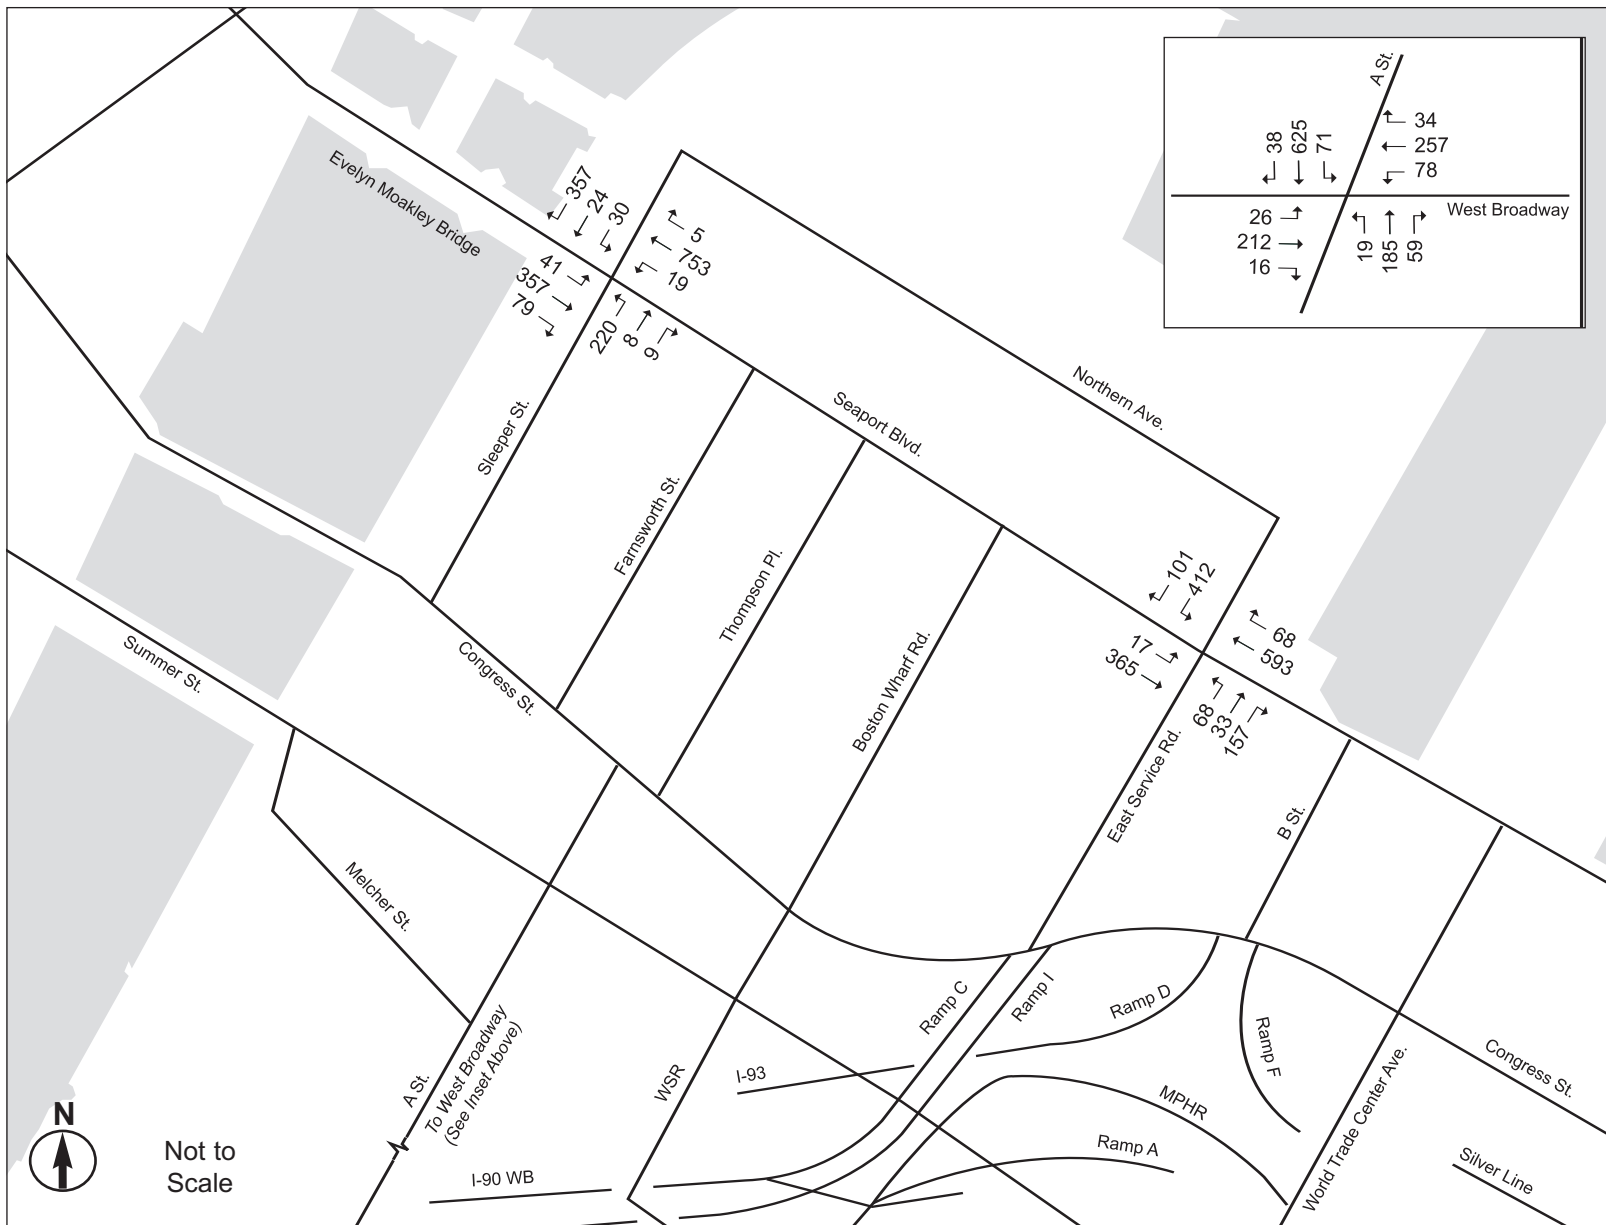 A St.
38
625
71
34
257
78
West Broadway
26
212
16
19
185
59
Evelyn Moakley Bridge
357
24
30
5
753
19
41
357
79
220
8
9
Northern Ave.
Seaport Blvd.
Sleeper St.
Farnsworth St.
Thompson Pl.
Boston Wharf Rd.
101
412
68
593
17
365
68
33
157
East Service Rd.
B St.
Summer St.
Congress St.
Melcher St.
A St.
To West Broadway
(See Inset Above)
WSR
I-93
Ramp C
Ramp I
Ramp D
Ramp F
MPHR
Ramp A
World Trade Center Ave.
Congress St.
Silver Line
I-90 WB
N
Not to
Scale